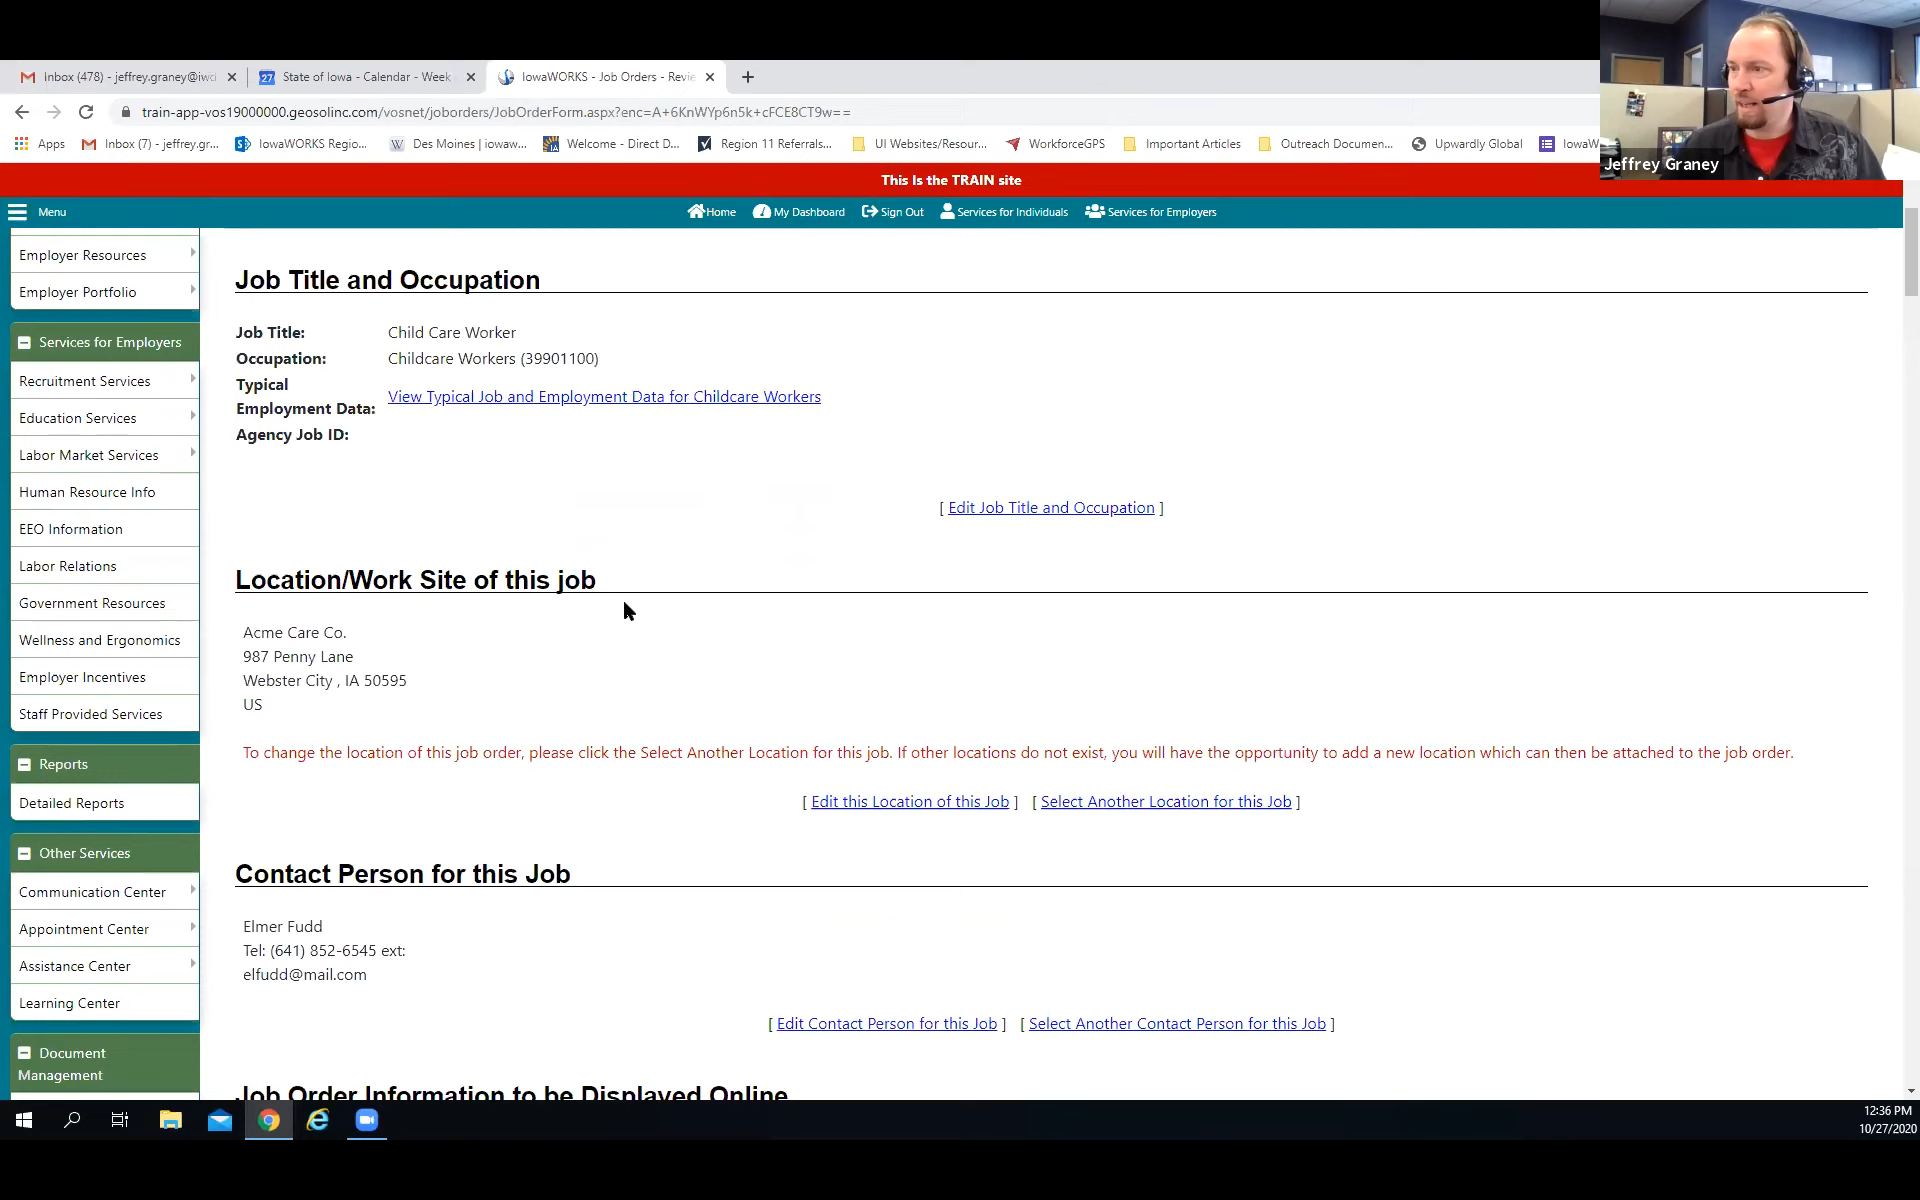 Inbox (478) - jeffrey.graney@iwd
State of Iowa - Calendar - Week
IowaWORKS - Job Orders - Revie
train-app-vos19000000.geosolinc.com/vosnet/joborders/JobOrderForm.aspx?enc=A+6KnWYp6n5k+cFCE8CT9w==
Apps
Inbox (7) - jeffrey.gr...
IowaWORKS Regio...
Des Moines | iowaw...
Welcome - Direct D...
Region 11 Referrals...
UI Websites/Resour...
WorkforceGPS
Important Articles
Outreach Documen...
Upwardly Global
IowaW
Jeffrey Graney
This Is the TRAIN site
Menu
Home
My Dashboard
Sign Out
Services for Individuals
Services for Employers
Employer Resources
Employer Portfolio
Services for Employers
Recruitment Services
Education Services
Labor Market Services
Human Resource Info
EEO Information
Labor Relations
Government Resources
Wellness and Ergonomics
Employer Incentives
Staff Provided Services
Reports
Detailed Reports
Other Services
Communication Center
Appointment Center
Assistance Center
Learning Center
Document
Management
Job Title and Occupation
Job Title: Child Care Worker
Occupation: Childcare Workers (39901100)
Typical
Employment Data: View Typical Job and Employment Data for Childcare Workers
Agency Job ID:
[ Edit Job Title and Occupation ]
Location/Work Site of this job
Acme Care Co.
987 Penny Lane
Webster City , IA 50595
US
To change the location of this job order, please click the Select Another Location for this job. If other locations do not exist, you will have the opportunity to add a new location which can then be attached to the job order.
[ Edit this Location of this Job ] [ Select Another Location for this Job ]
Contact Person for this Job
Elmer Fudd
Tel: (641) 852-6545 ext:
elfudd@mail.com
[ Edit Contact Person for this Job ] [ Select Another Contact Person for this Job ]
Job Order Information to be Displayed Online
12:36 PM
10/27/2020